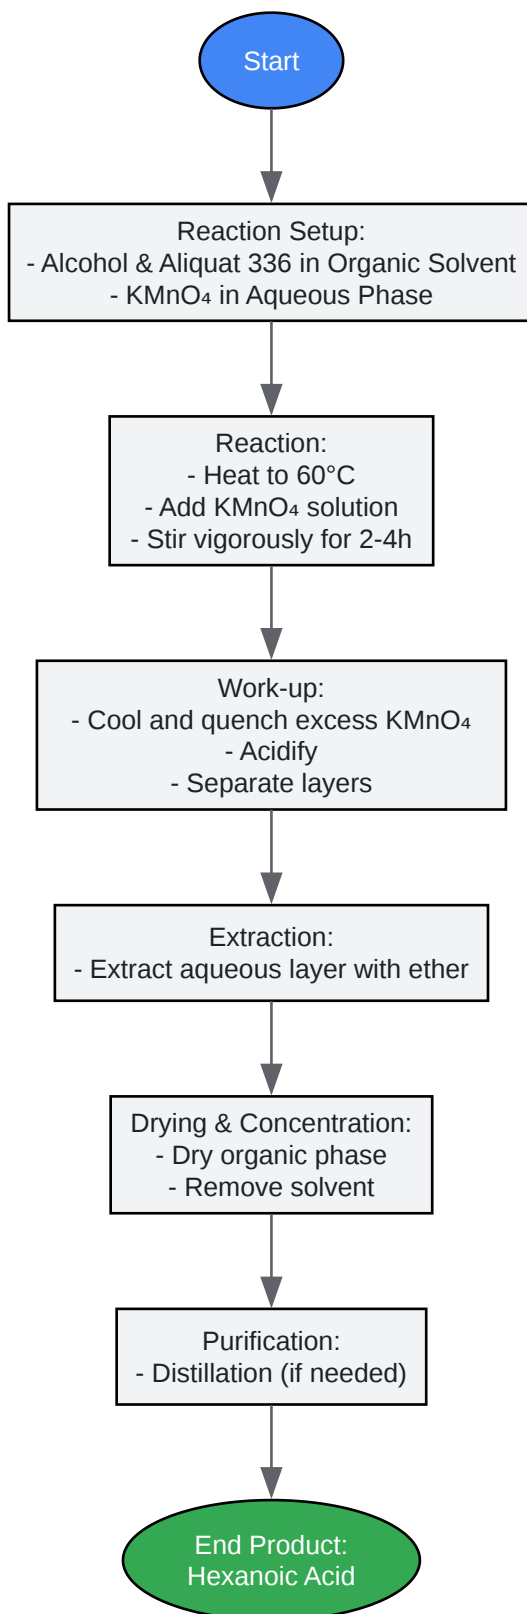 Start
Reaction Setup:
- Alcohol & Aliquat 336 in Organic Solvent
- KMnO₄ in Aqueous Phase
Reaction:
- Heat to 60°C
- Add KMnO₄ solution
- Stir vigorously for 2-4h
Work-up:
- Cool and quench excess KMnO₄
- Acidify
- Separate layers
Extraction:
- Extract aqueous layer with ether
Drying & Concentration:
- Dry organic phase
- Remove solvent
Purification:
- Distillation (if needed)
End Product:
Hexanoic Acid